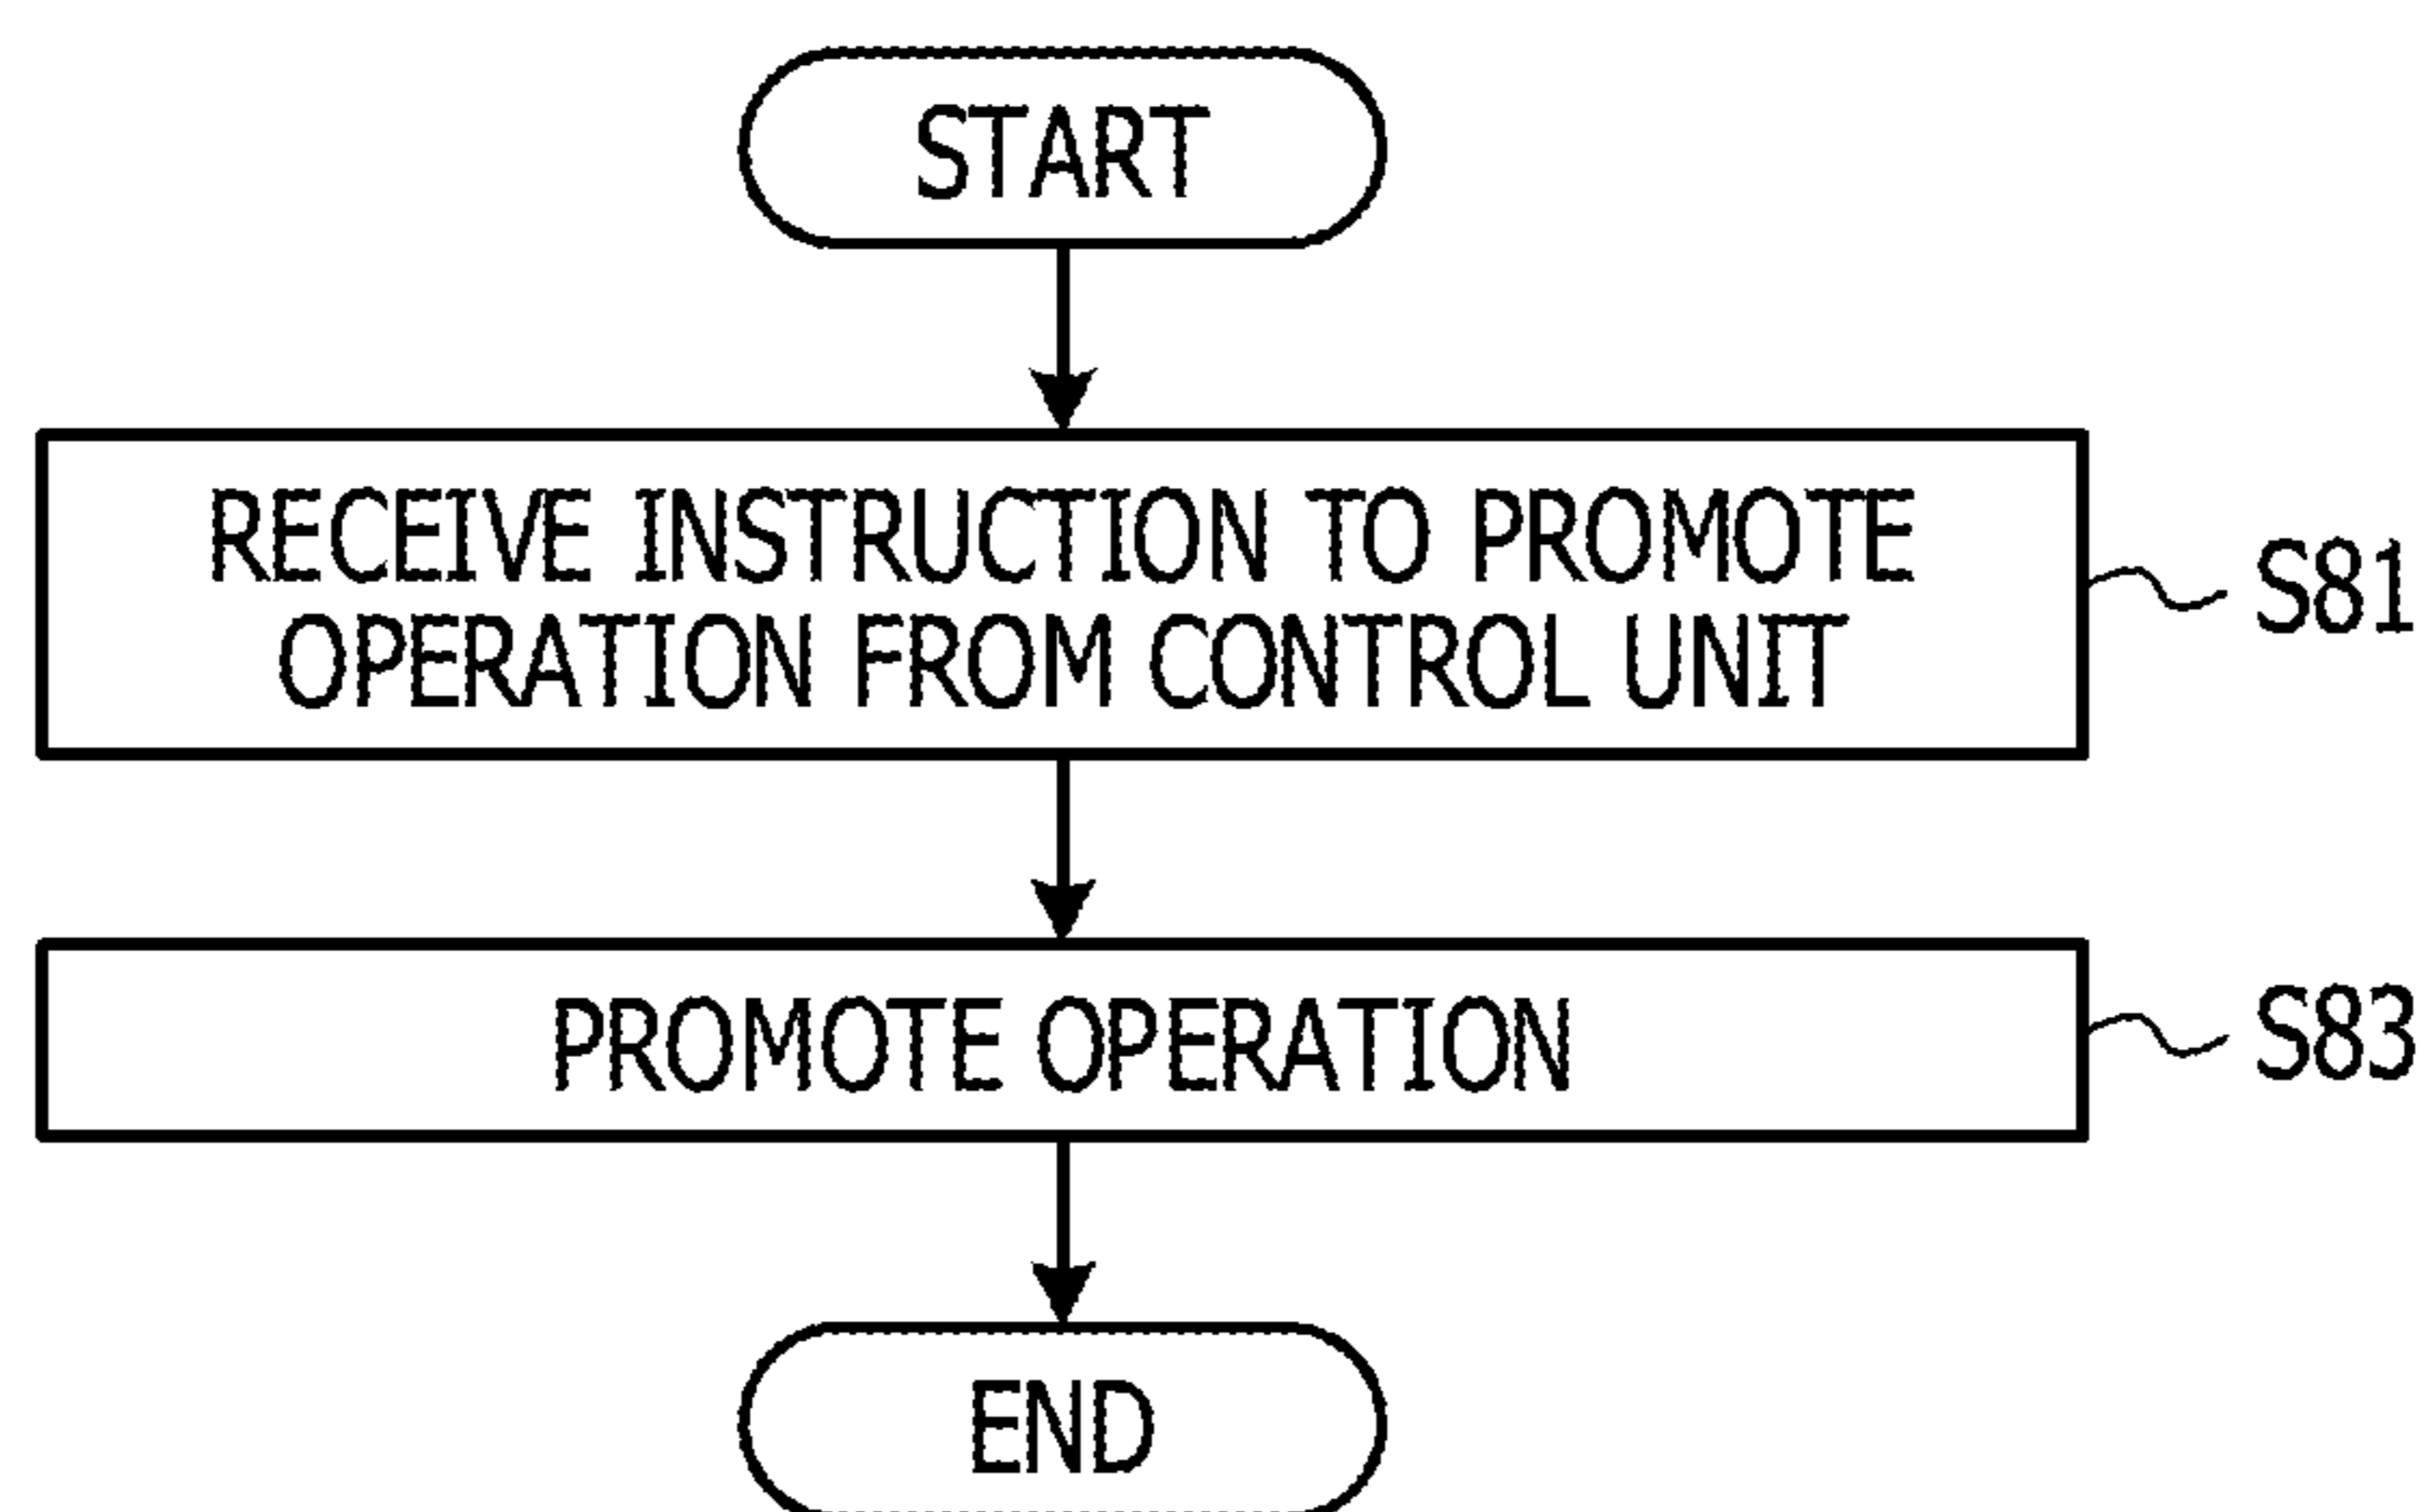 START
RECEIVE INSTRUCTION TO PROMOTE
OPERATION FROM CONTROL UNIT
S81
PROMOTE OPERATION
S83
END